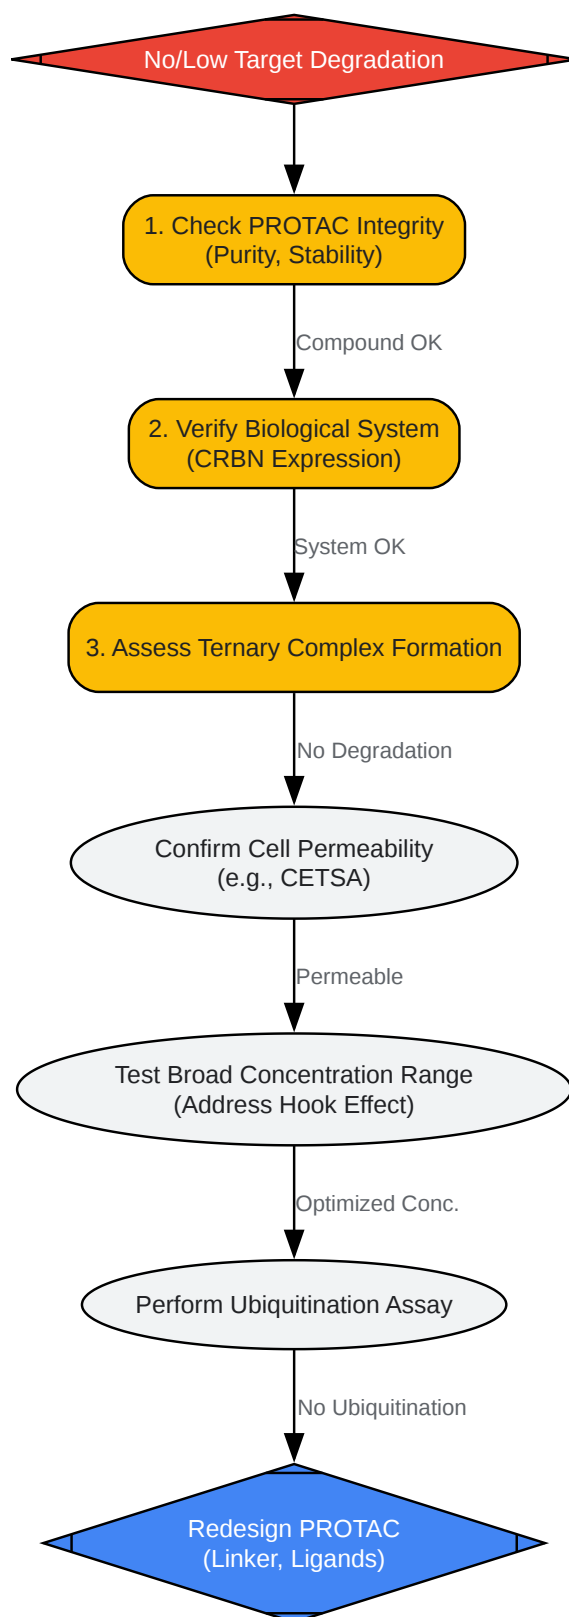 No/Low Target Degradation
1. Check PROTAC Integrity
(Purity, Stability)
Compound OK
2. Verify Biological System
(CRBN Expression)
System OK
3. Assess Ternary Complex Formation
No Degradation
Confirm Cell Permeability
(e.g., CETSA)
Permeable
Test Broad Concentration Range
(Address Hook Effect)
Optimized Conc.
Perform Ubiquitination Assay
No Ubiquitination
Redesign PROTAC
(Linker, Ligands)